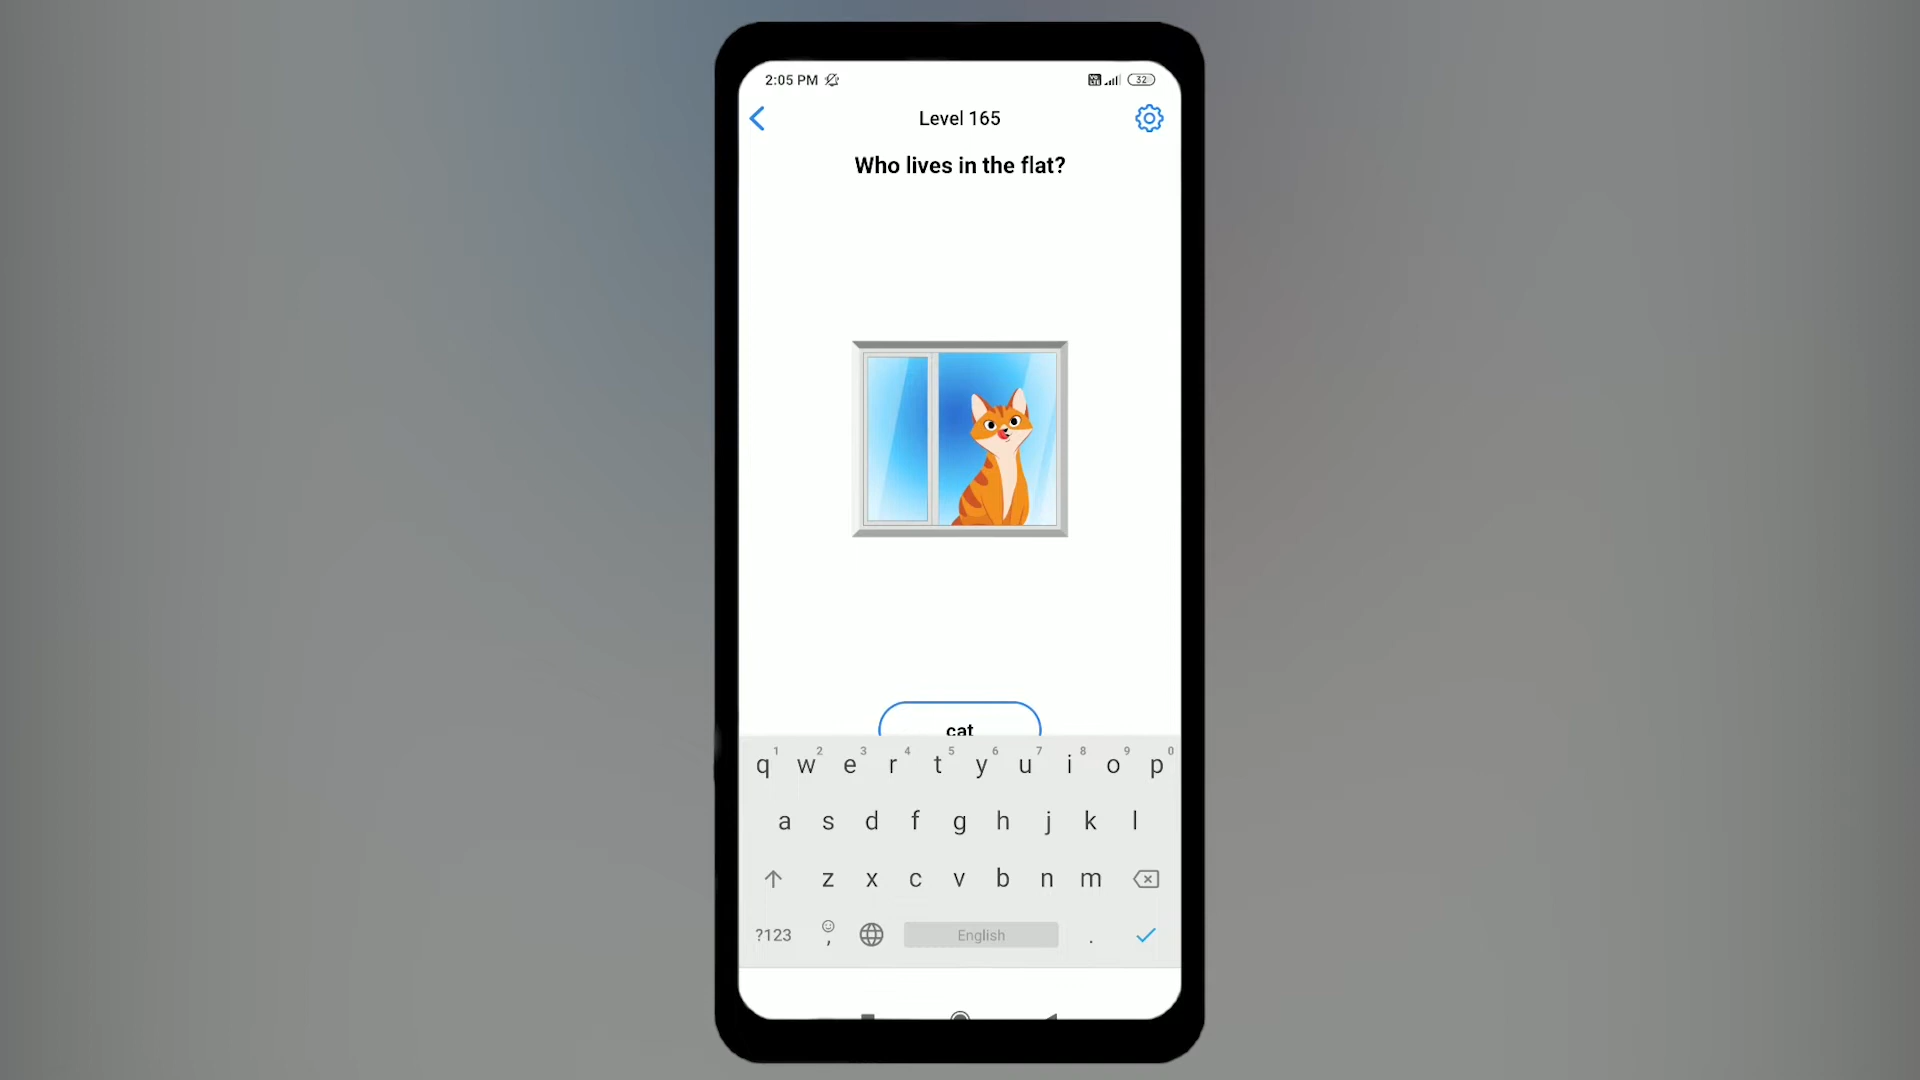 2:05 PM 32
Level 165
Who lives in the flat?
cat
1 2 3 4 5 6 7 8 9 0
q w e r t y u i o p
a s d f g h j k l
z x c v b n m
?123 , English .